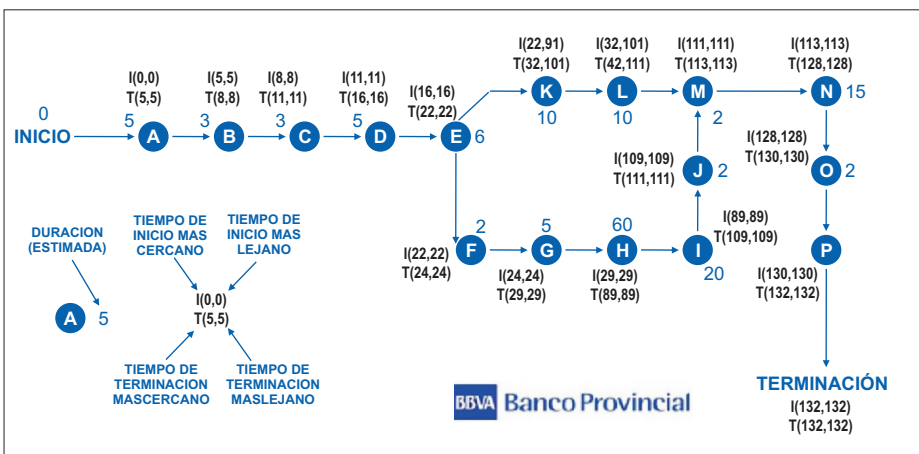 0
INICIO
I(0,0)
T(5,5)
5
A
I(5,5)
T(8,8)
3
B
I(8,8)
T(11,11)
3
C
I(11,11)
T(16,16)
5
D
I(16,16)
T(22,22)
E
6
I(22,91)
T(32,101)
K
10
I(32,101)
T(42,111)
L
10
I(111,111)
T(113,113)
M
2
I(113,113)
T(128,128)
N
15
I(128,128)
T(130,130)
O
2
I(109,109)
T(111,111)
J
2
I(22,22)
T(24,24)
2
F
5
G
I(24,24)
T(29,29)
60
H
I(29,29)
T(89,89)
I
20
I(89,89)
T(109,109)
P
I(130,130)
T(132,132)
TERMINACIÓN
I(132,132)
T(132,132)
DURACION
(ESTIMADA)
TIEMPO DE
INICIO MAS
CERCANO
TIEMPO DE
INICIO MAS
LEJANO
A
5
I(0,0)
T(5,5)
TIEMPO DE
TERMINACION
MASCERCANO
TIEMPO DE
TERMINACION
MASLEJANO
BBVA Banco Provincial